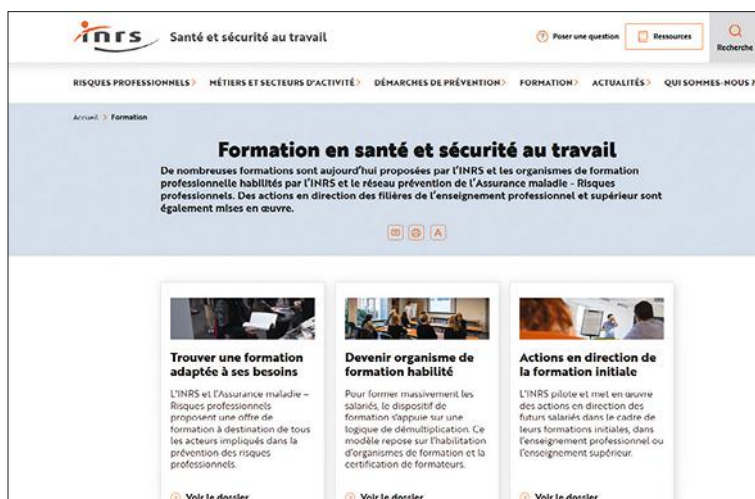 inrs Santé et sécurité au travail
Poser une question
Ressources
Recherche
RISQUES PROFESSIONNELS > MÉTIERS ET SECTEURS D'ACTIVITÉ > DÉMARCHES DE PRÉVENTION > FORMATION > ACTUALITÉS > QUI SOMMES-NOUS ?
Accueil > Formation
Formation en santé et sécurité au travail
De nombreuses formations sont aujourd'hui proposées par l'INRS et les organismes de formation
professionnelle habilités par l'INRS et le réseau prévention de l'Assurance maladie - Risques
professionnels. Des actions en direction des filières de l'enseignement professionnel et supérieur sont
également mises en œuvre.
A
Trouver une formation
adaptée à ses besoins
L'INRS et l'Assurance maladie –
Risques professionnels
proposent une offre de
formation à destination de tous
les acteurs impliqués dans la
prévention des risques
professionnels.
Voir le dossier
Devenir organisme de
formation habilité
Pour former massivement les
salariés, le dispositif de
formation s'appuie sur une
logique de démultiplication. Ce
modèle repose sur l'habilitation
d'organismes de formation et la
certification de formateurs.
Voir le dossier
Actions en direction de
la formation initiale
L'INRS pilote et met en œuvre
des actions en direction des
futurs salariés dans le cadre de
leurs formations initiales, dans
l'enseignement professionnel ou
l'enseignement supérieur.
Voir le dossier